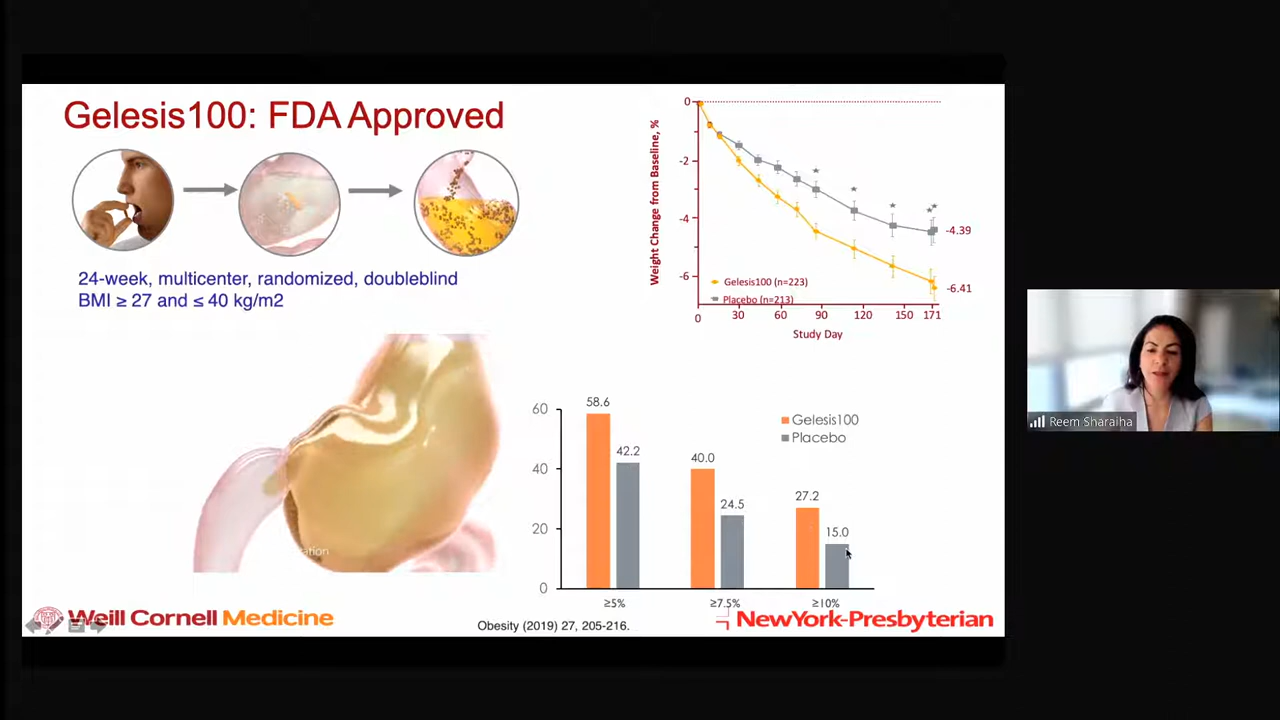 Gelesis100: FDA Approved
24-week, multicenter, randomized, doubleblind
BMI ≥ 27 and ≤ 40 kg/m2
Weight Change from Baseline, %
0
-2
-4
-6
-4.39
-6.41
Gelesis100 (n=223)
Placebo (n=213)
0 30 60 90 120 150 171
Study Day
60
40
20
0
58.6
42.2
40.0
24.5
27.2
15.0
Gelesis100
Placebo
≥5% ≥7.5% ≥10%
Weill Cornell Medicine
Obesity (2019) 27, 205-216.
NewYork-Presbyterian
Reem Sharaiha